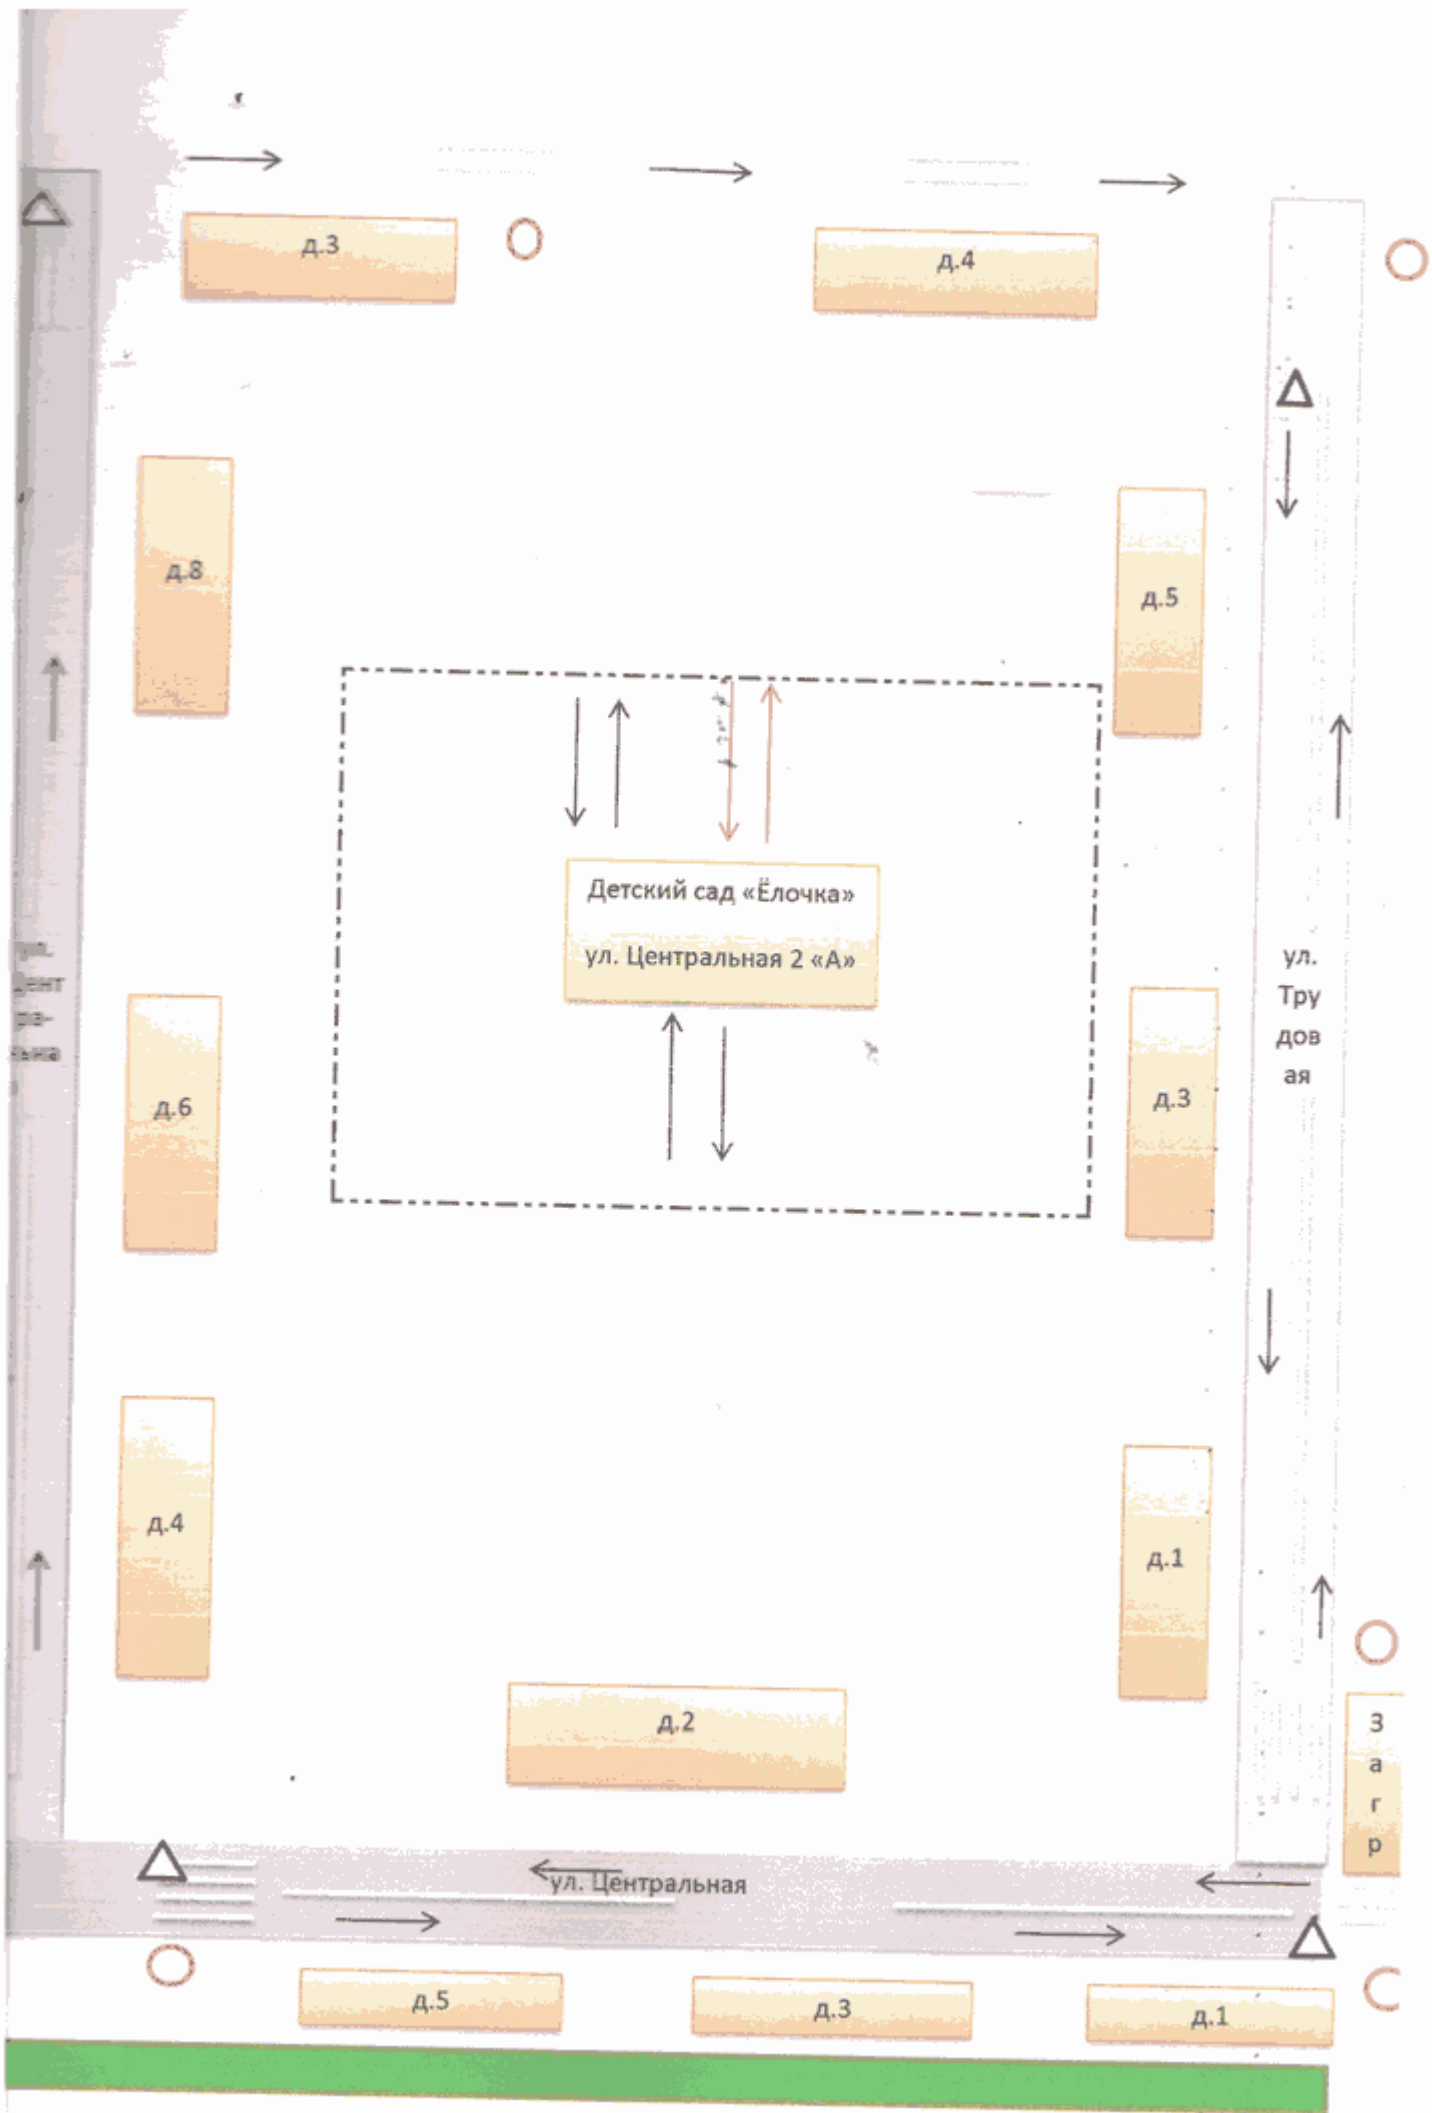 д.3
д.4
д.8
д.5
Детский сад «Ёлочка»
ул. Центральная 2 «А»
ул.
Тру
дов
ая
д.6
д.3
д.4
д.1
д.2
З
а
г
р
ул. Центральная
д.5
д.3
д.1